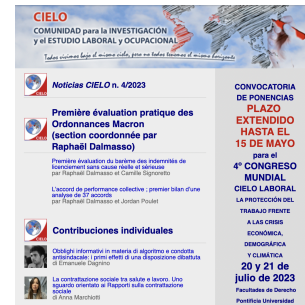 CIELO
COMUNIDAD PARA LA INVESTIGACIÓN
y el ESTUDIO LABORAL y OCUPACIONAL
Todos vivimos bajo el mismo cielo, pero no todos tenemos el mismo horizonte
Noticias CIELO n. 4/2023
Première évaluation pratique des
Ordonnances Macron
(section coordonnée par
Raphaël Dalmasso)
Première évaluation du barème des indemnités de
licenciement sans cause réelle et sérieuse
par Raphaël Dalmasso et Camille Signoretto
L'accord de performance collective ; premier bilan d'une
analyse de 37 accords
par Raphaël Dalmasso et Jordan Poulet
Contribuciones individuales
Obblighi informativi in materia di algoritmo e condotta
antisindacale: i primi effetti di una disposizione dibattuta
di Emanuele Dagnino
La contrattazione sociale tra salute e lavoro. Uno
sguardo orientato ai Rapporti sulla contrattazione
sociale
di Anna Marchiotti
CONVOCATORIA
DE PONENCIAS
PLAZO
EXTENDIDO
HASTA EL
15 DE MAYO
para el
4º CONGRESO
MUNDIAL
CIELO LABORAL
LA PROTECCIÓN DEL
TRABAJO FRENTE
A LAS CRISIS
ECONÓMICA,
DEMOGRÁFICA
Y CLIMÁTICA
20 y 21 de
julio de 2023
Facultades de Derecho
Pontificia Universidad